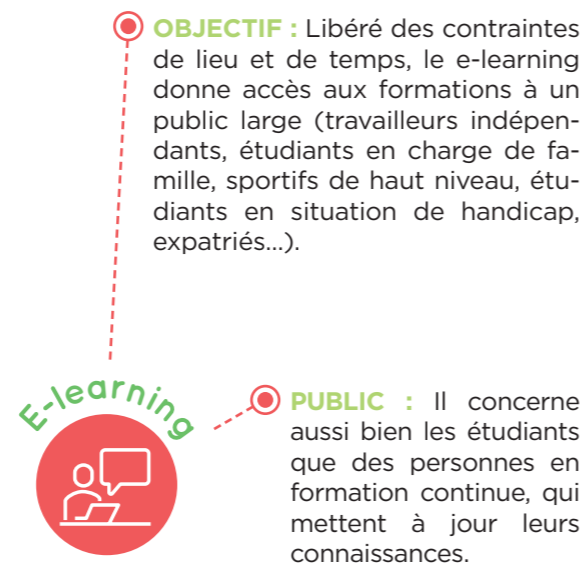 OBJECTIF : Libéré des contraintes
de lieu et de temps, le e-learning
donne accès aux formations à un
public large (travailleurs indépen-
dants, étudiants en charge de fa-
mille, sportifs de haut niveau, étu-
diants en situation de handicap,
expatriés...).
E-learning
PUBLIC : Il concerne
aussi bien les étudiants
que des personnes en
formation continue, qui
mettent à jour leurs
connaissances.